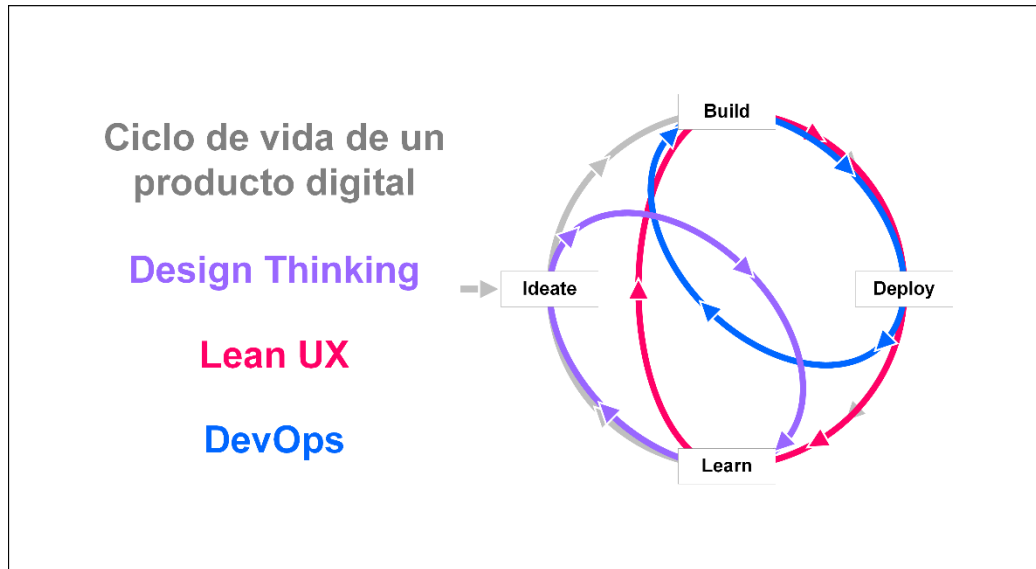 Ciclo de vida de un
producto digital
Design Thinking
Lean UX
DevOps
Build
Ideate
Deploy
Learn